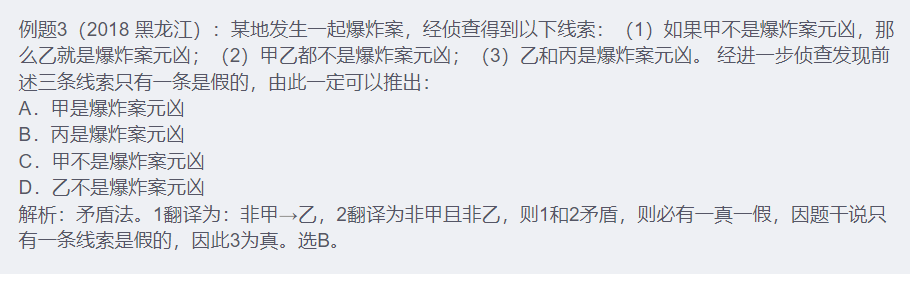 例题3（2018 黑龙江）：某地发生一起爆炸案，经侦查得到以下线索：（1）如果甲不是爆炸案元凶，那
么乙就是爆炸案元凶；（2）甲乙都不是爆炸案元凶；（3）乙和丙是爆炸案元凶。 经进一步侦查发现前
述三条线索只有一条是假的，由此一定可以推出：
A．甲是爆炸案元凶
B．丙是爆炸案元凶
C．甲不是爆炸案元凶
D．乙不是爆炸案元凶
解析：矛盾法。1翻译为：非甲→乙，2翻译为非甲且非乙，则1和2矛盾，则必有一真一假，因题干说只
有一条线索是假的，因此3为真。选B。